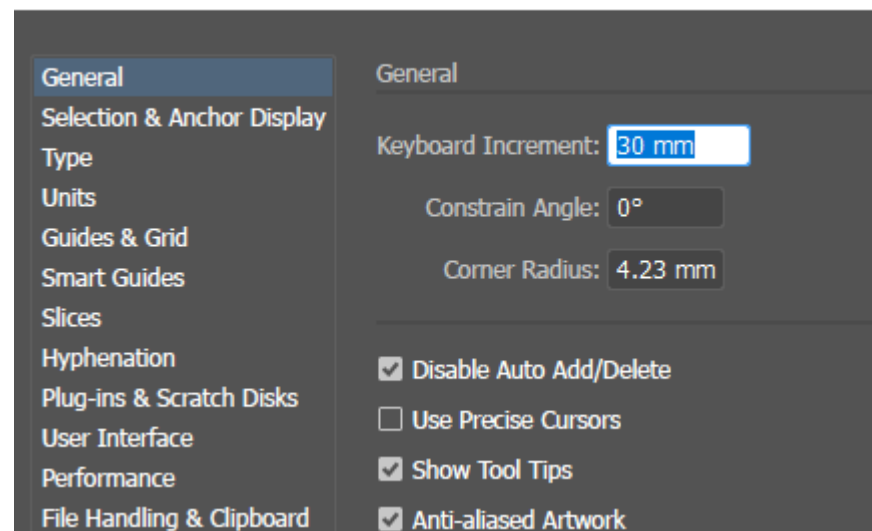 General
Selection & Anchor Display
Type
Units
Guides & Grid
Smart Guides
Slices
Hyphenation
Plug-ins & Scratch Disks
User Interface
Performance
File Handling & Clipboard
General
Keyboard Increment: 30 mm
Constrain Angle: 0°
Corner Radius: 4.23 mm
Disable Auto Add/Delete
Use Precise Cursors
Show Tool Tips
Anti-aliased Artwork